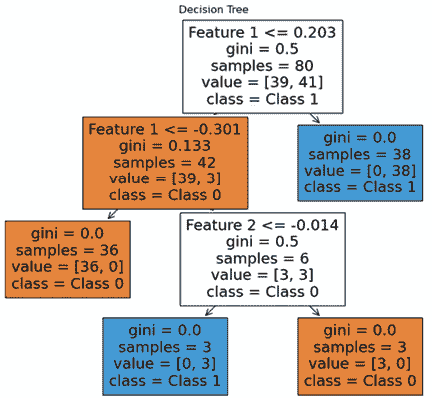 Decision Tree
Feature 1 <= 0.203
gini = 0.5
samples = 80
value = [39, 41]
class = Class 1
Feature 1 <= -0.301
gini = 0.133
samples = 42
value = [39, 3]
class = Class 0
gini = 0.0
samples = 38
value = [0, 38]
class = Class 1
gini = 0.0
samples = 36
value = [36, 0]
class = Class 0
Feature 2 <= -0.014
gini = 0.5
samples = 6
value = [3, 3]
class = Class 0
gini = 0.0
samples = 3
value = [0, 3]
class = Class 1
gini = 0.0
samples = 3
value = [3, 0]
class = Class 0